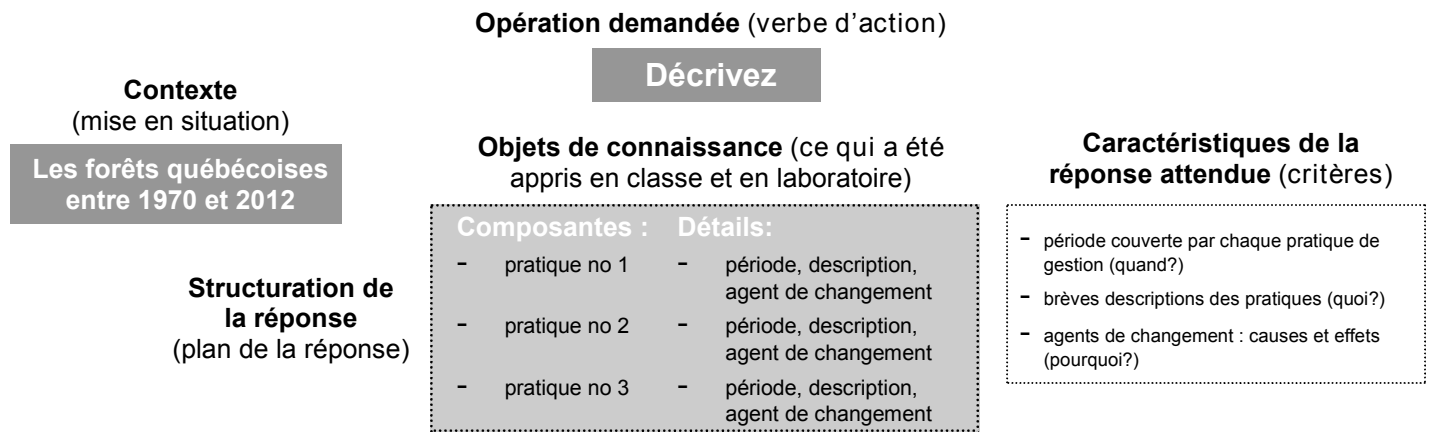 Opération demandée (verbe d'action)
Décrivez
Contexte
(mise en situation)
Les forêts québécoises
entre 1970 et 2012
Structuration de
la réponse
(plan de la réponse)
Objets de connaissance (ce qui a été
appris en classe et en laboratoire)
Composantes : Détails:
- pratique no 1 - période, description,
agent de changement
- pratique no 2 - période, description,
agent de changement
- pratique no 3 - période, description,
agent de changement
Caractéristiques de la
réponse attendue (critères)
- période couverte par chaque pratique de
gestion (quand?)
- brèves descriptions des pratiques (quoi?)
- agents de changement : causes et effets
(pourquoi?)